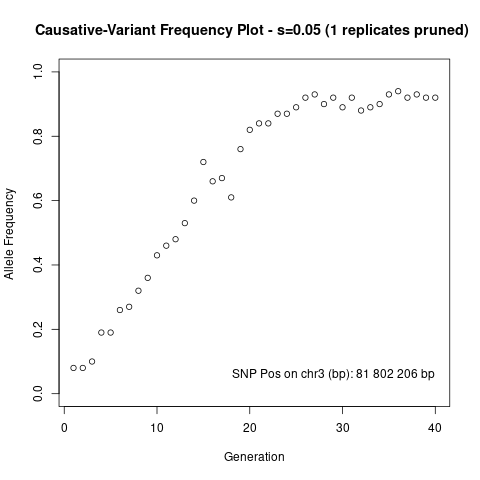 Causative-Variant Frequency Plot - s=0.05 (1 replicates pruned)
1.0
0.8
0.6
0.4
0.2
0.0
Allele Frequency
SNP Pos on chr3 (bp): 81 802 206 bp
0 10 20 30 40
Generation